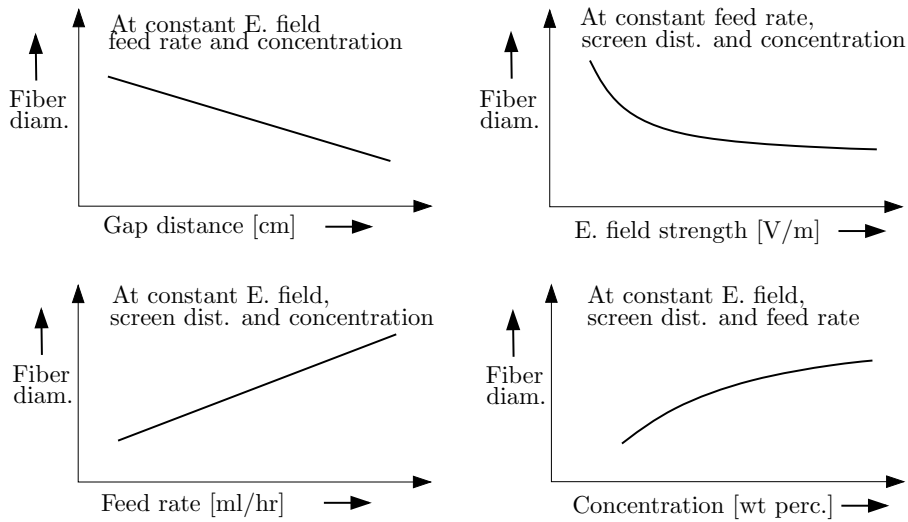 At constant E. field
feed rate and concentration
Fiber
diam.
Gap distance [cm]
At constant feed rate,
screen dist. and concentration
Fiber
diam.
E. field strength [V/m]
At constant E. field,
screen dist. and concentration
Fiber
diam.
Feed rate [ml/hr]
At constant E. field,
screen dist. and feed rate
Fiber
diam.
Concentration [wt perc.]